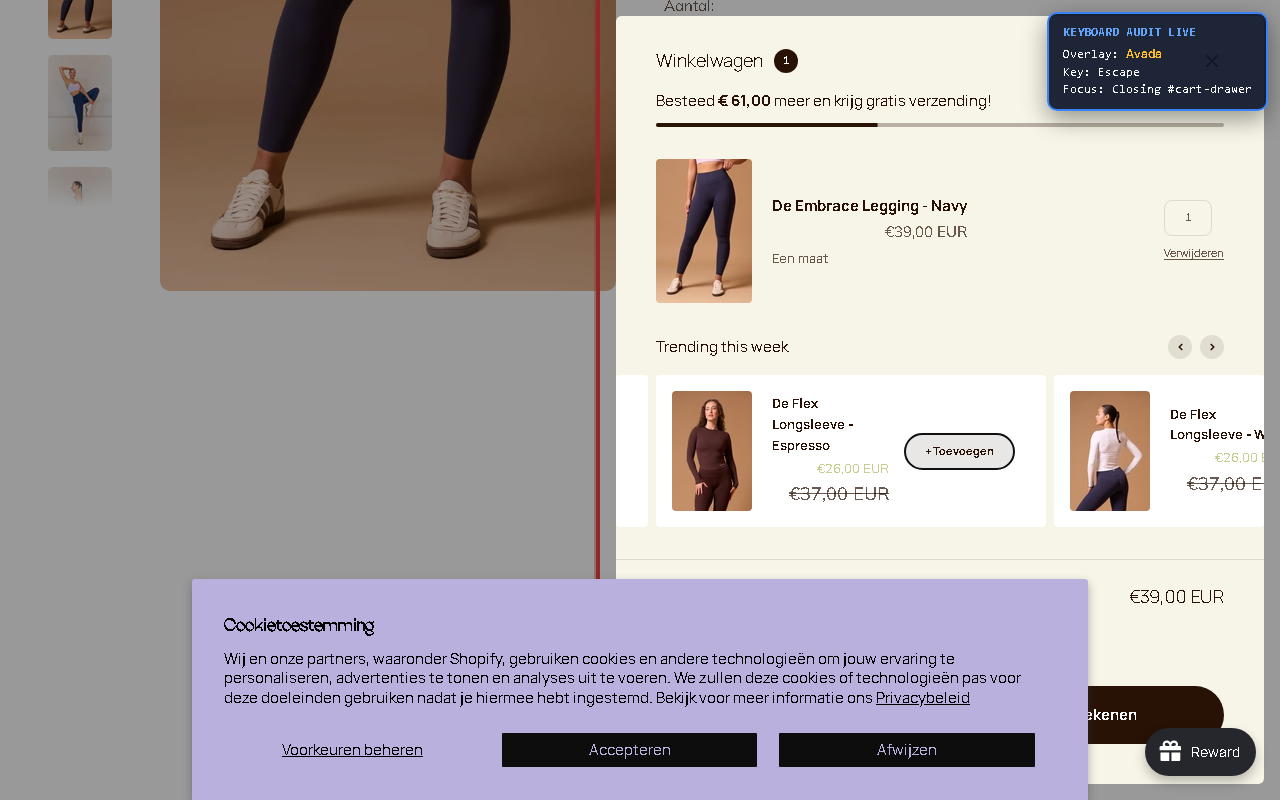 Aantal:
KEYBOARD AUDIT LIVE
Overlay: Avada
Key: Escape
Focus: Closing #cart-drawer
Winkelwagen 1
Besteed € 61,00 meer en krijg gratis verzending!
De Embrace Legging - Navy
€39,00 EUR
Een maat
1
Verwijderen
Trending this week
De Flex
Longsleeve -
Espresso
€26,00 EUR
€37,00 EUR
+Toevoegen
De Flex
Longsleeve - W
€26,00 E
€37,00 E
€39,00 EUR
ekenen
Reward
Cookietoestemming
Wij en onze partners, waaronder Shopify, gebruiken cookies en andere technologieën om jouw ervaring te
personaliseren, advertenties te tonen en analyses uit te voeren. We zullen deze cookies of technologieën pas voor
deze doeleinden gebruiken nadat je hiermee hebt ingestemd. Bekijk voor meer informatie ons Privacybeleid
Voorkeuren beheren
Accepteren
Afwijzen